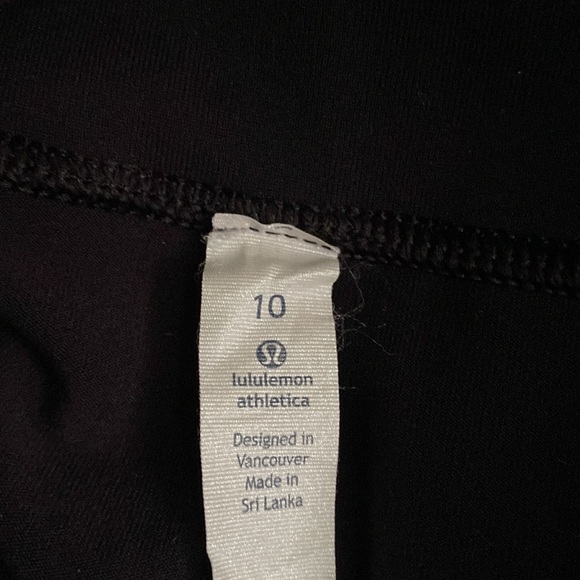 10
lululemon
athletica
Designed in
Vancouver
Made in
Sri Lanka